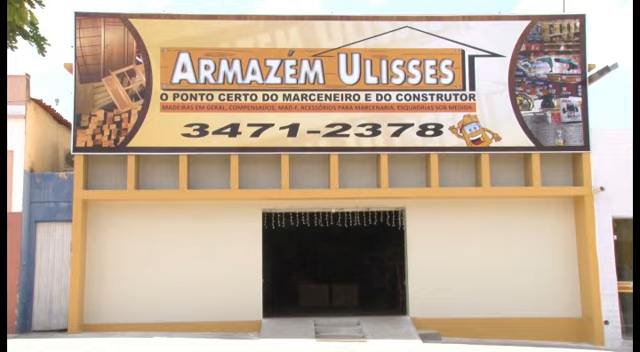 ARMAZÉM ULISSES
O PONTO CERTO DO MARCENEIRO E DO CONSTRUTOR
MADEIRAS EM GERAL, COMPENSADOS, MAD-F, ACESSÓRIOS PARA MARCENARIA, ESQUADRIAS SOB MEDIDA.
3471-2378